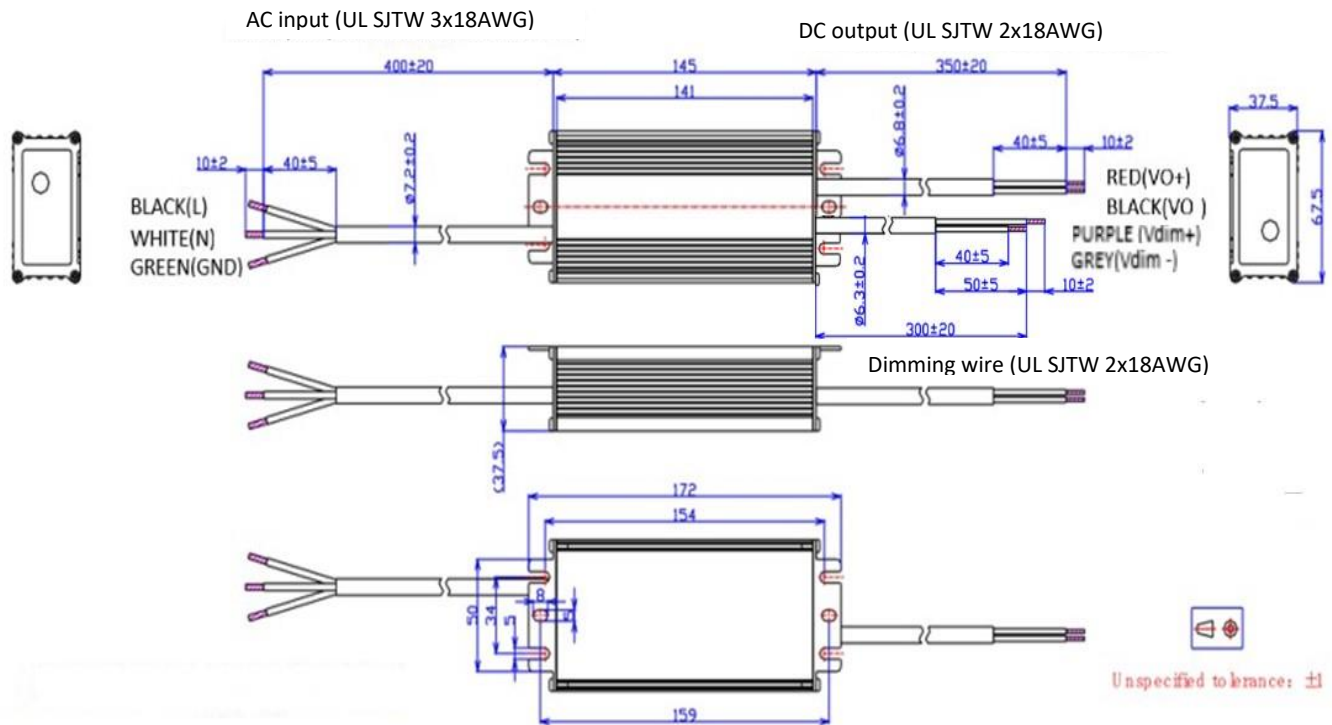 AC input (UL SJTW 3x18AWG)
DC output (UL SJTW 2x18AWG)
400±20
145
350±20
141
37.5
10±2
40±5
ø7.2±0.2
ø6.8±0.2
40±5
10±2
67.5
BLACK(L)
WHITE(N)
GREEN(GND)
RED(VO+)
BLACK(VO )
PURPLE (Vdim+)
GREY(Vdim -)
ø6.3±0.2
40±5
50±5
10±2
300±20
Dimming wire (UL SJTW 2x18AWG)
(37.5)
172
154
50
34
5
8
5
159
Unspecified tolerance: ±1